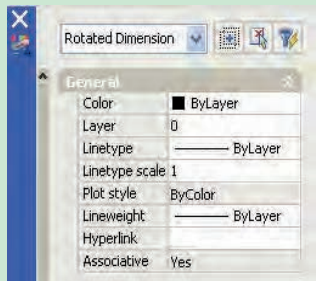 Rotated Dimension
General
Color ByLayer
Layer 0
Linetype ByLayer
Linetype scale 1
Plot style ByColor
Lineweight ByLayer
Hyperlink
Associative Yes